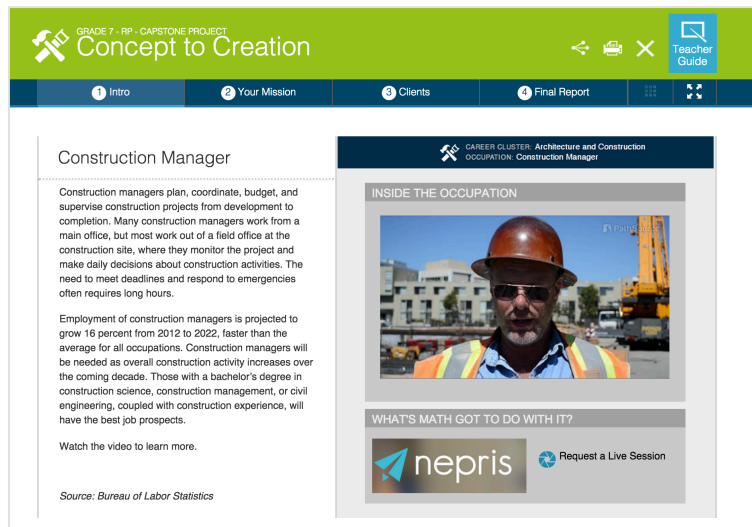 GRADE 7 - RP - CAPSTONE PROJECT
Concept to Creation
Teacher
Guide
1 Intro
2 Your Mission
3 Clients
4 Final Report
Construction Manager
Construction managers plan, coordinate, budget, and
supervise construction projects from development to
completion. Many construction managers work from a
main office, but most work out of a field office at the
construction site, where they monitor the project and
make daily decisions about construction activities. The
need to meet deadlines and respond to emergencies
often requires long hours.
Employment of construction managers is projected to
grow 16 percent from 2012 to 2022, faster than the
average for all occupations. Construction managers will
be needed as overall construction activity increases over
the coming decade. Those with a bachelor's degree in
construction science, construction management, or civil
engineering, coupled with construction experience, will
have the best job prospects.
Watch the video to learn more.
Source: Bureau of Labor Statistics
CAREER CLUSTER: Architecture and Construction
OCCUPATION: Construction Manager
INSIDE THE OCCUPATION
PathSource
WHAT'S MATH GOT TO DO WITH IT?
nepris
Request a Live Session